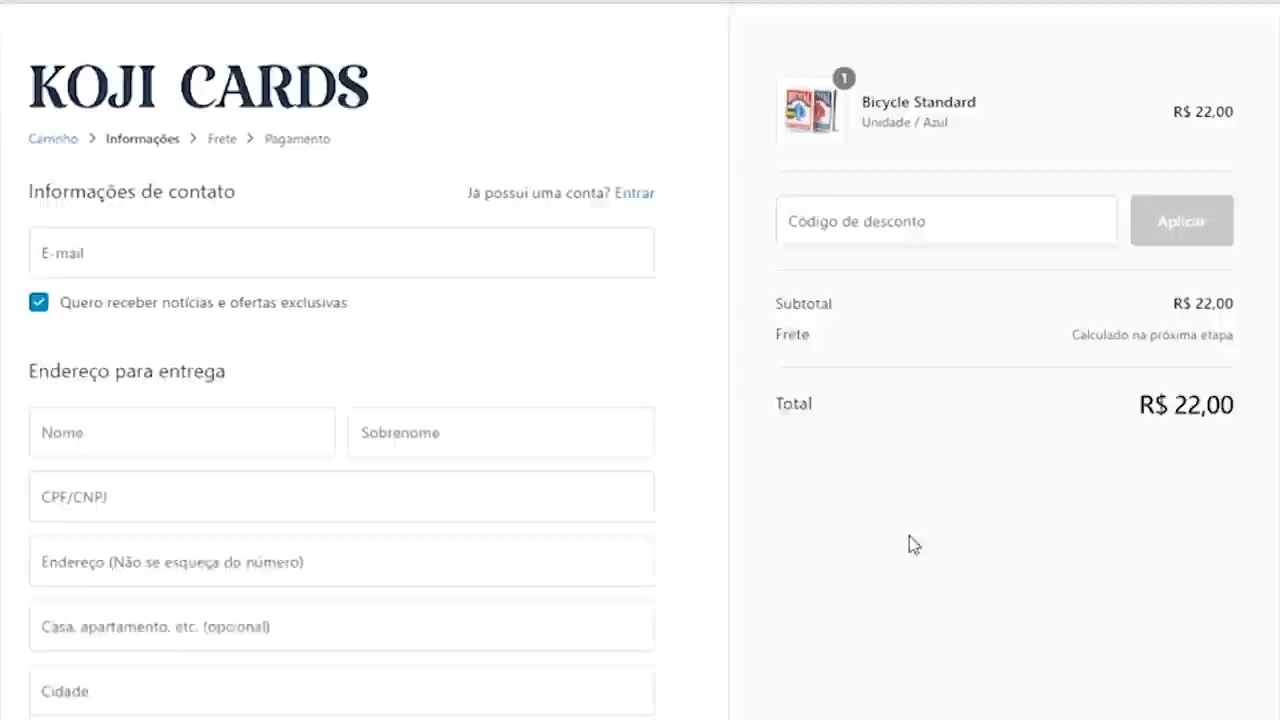 KOJI CARDS
Carrinho > Informações > Frete > Pagamento
Informações de contato
Já possui uma conta? Entrar
E-mail
Quero receber notícias e ofertas exclusivas
Endereço para entrega
Nome
Sobrenome
CPF/CNPJ
Endereço (Não se esqueça do número)
Casa, apartamento, etc. (opcional)
Cidade
1
Bicycle Standard
R$ 22,00
Unidade / Azul
Código de desconto
Aplicar
Subtotal
R$ 22,00
Frete
Calculado na próxima etapa
Total
R$ 22,00